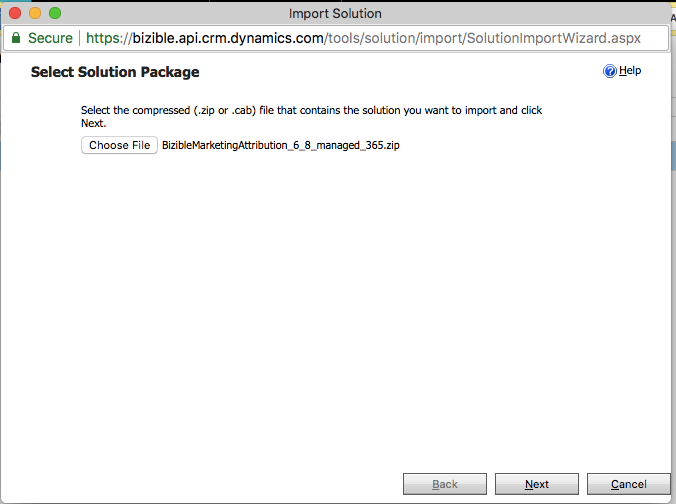 Import Solution
Secure https://bizible.api.crm.dynamics.com/tools/solution/import/SolutionImportWizard.aspx
Select Solution Package
Help
Select the compressed (.zip or .cab) file that contains the solution you want to import and click
Next.
Choose File BizibleMarketingAttribution_6_8_managed_365.zip
Back Next Cancel